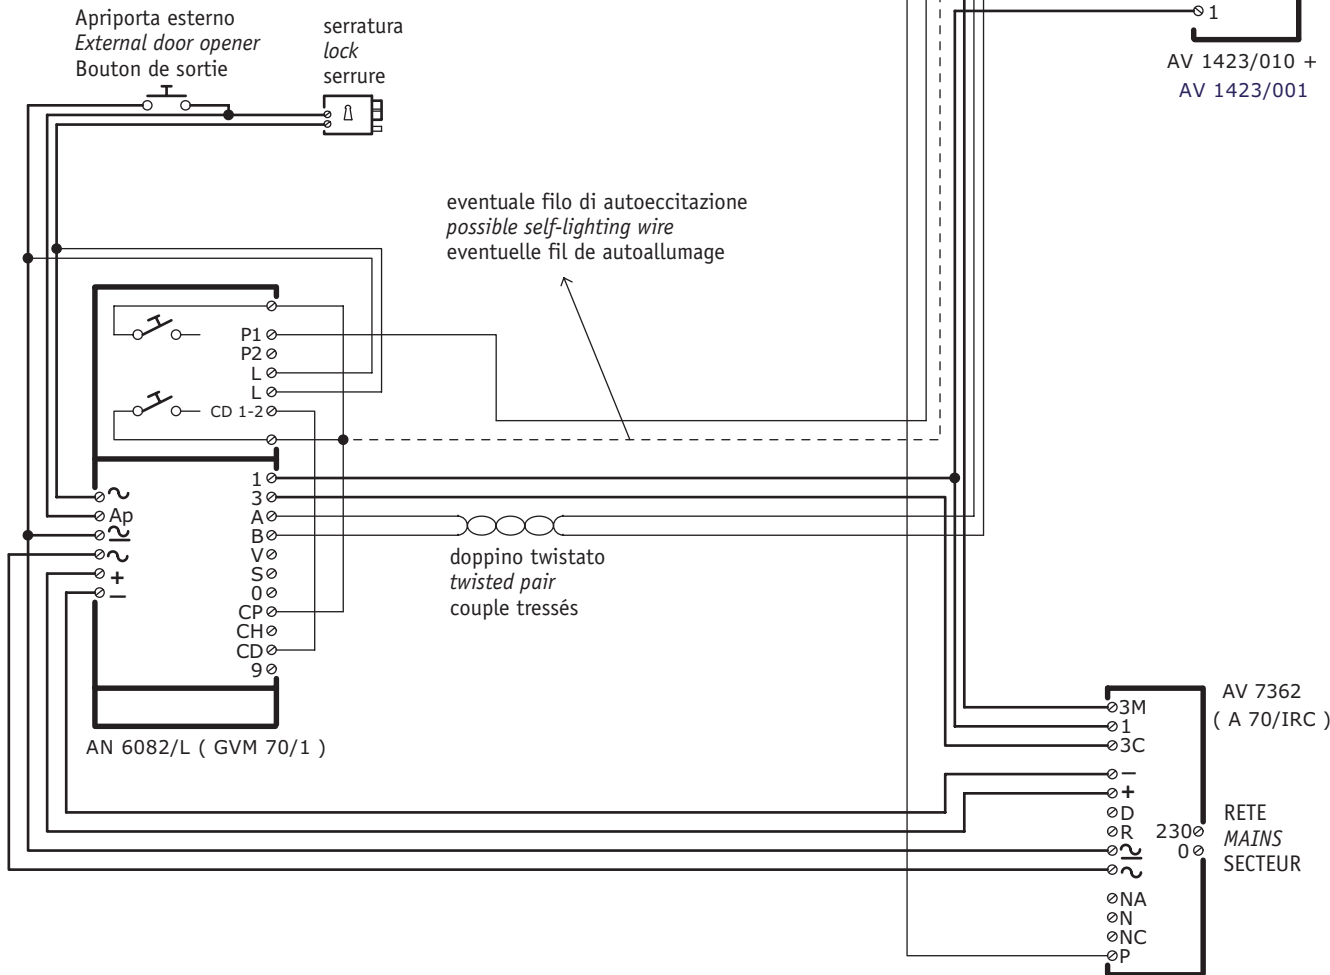 Apriporta esterno
External door opener
Bouton de sortie
serratura
lock
serrure
1
AV 1423/010 +
AV 1423/001
eventuale filo di autoeccitazione
possible self-lighting wire
eventuelle fil de autoallumage
P1
P2
L
L
CD 1-2
1
3
A
B
V
S
0
CP
CH
CD
9
Ap
+
–
doppino twistato
twisted pair
couple tressés
AN 6082/L ( GVM 70/1 )
3M
1
3C
–
+
D
R
NA
N
NC
P
230
0
AV 7362
( A 70/IRC )
RETE
MAINS
SECTEUR